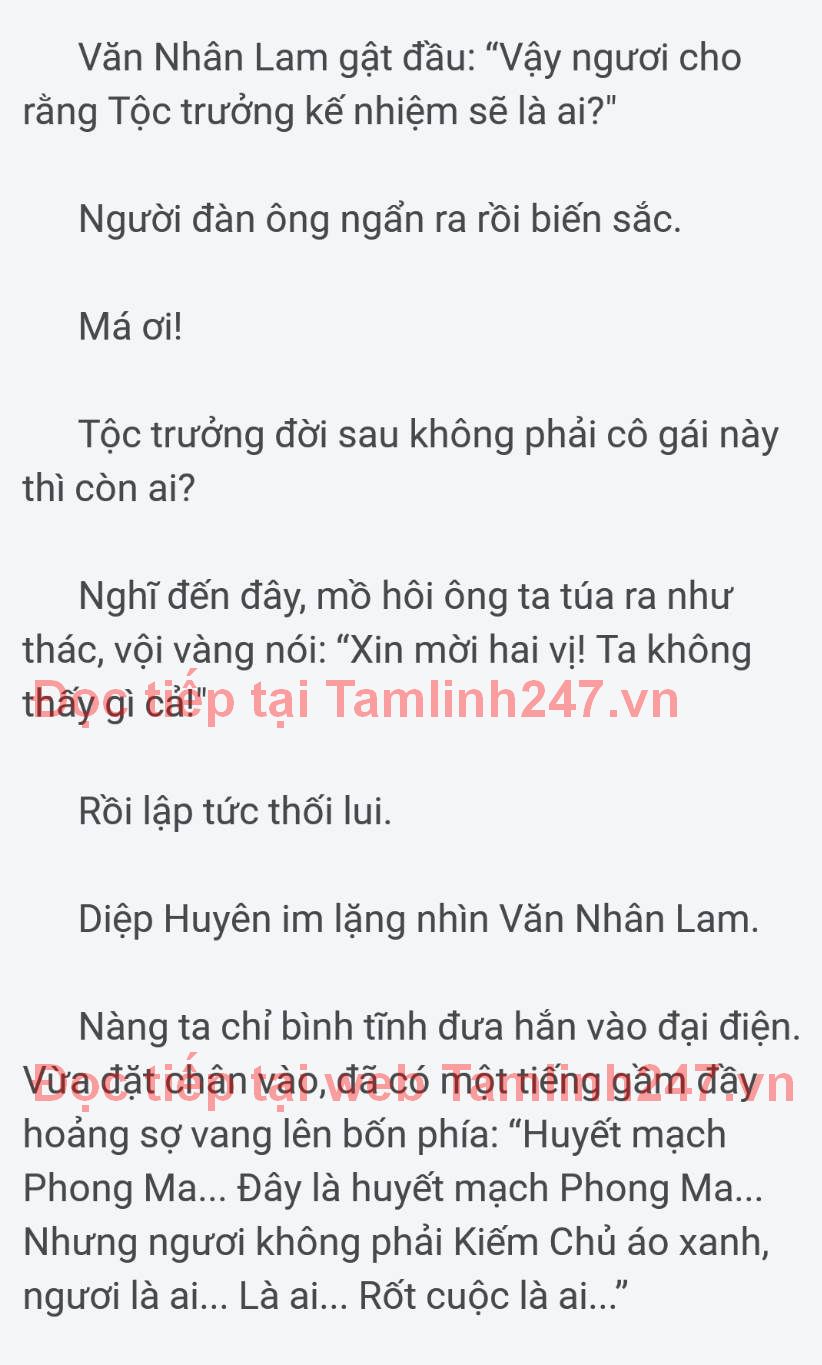 Văn Nhân Lam gật đầu: “Vậy ngươi cho
rằng Tộc trưởng kế nhiệm sẽ là ai?"
Người đàn ông ngẩn ra rồi biến sắc.
Má ơi!
Tộc trưởng đời sau không phải cô gái này
thì còn ai?
Nghĩ đến đây, mồ hôi ông ta túa ra như
thác, vội vàng nói: “Xin mời hai vị! Ta không
thấy gì cả!"
Đọc tiếp tại Tamlinh247.vn
Rồi lập tức thối lui.
Diệp Huyên im lặng nhìn Văn Nhân Lam.
Nàng ta chỉ bình tĩnh đưa hắn vào đại điện.
Vừa đặt chân vào, đã có một tiếng gầm đầy
Đọc tiếp tại web Tamlinh247.vn
hoảng sợ vang lên bốn phía: “Huyết mạch
Phong Ma... Đây là huyết mạch Phong Ma...
Nhưng ngươi không phải Kiếm Chủ áo xanh,
ngươi là ai... Là ai... Rốt cuộc là ai...”